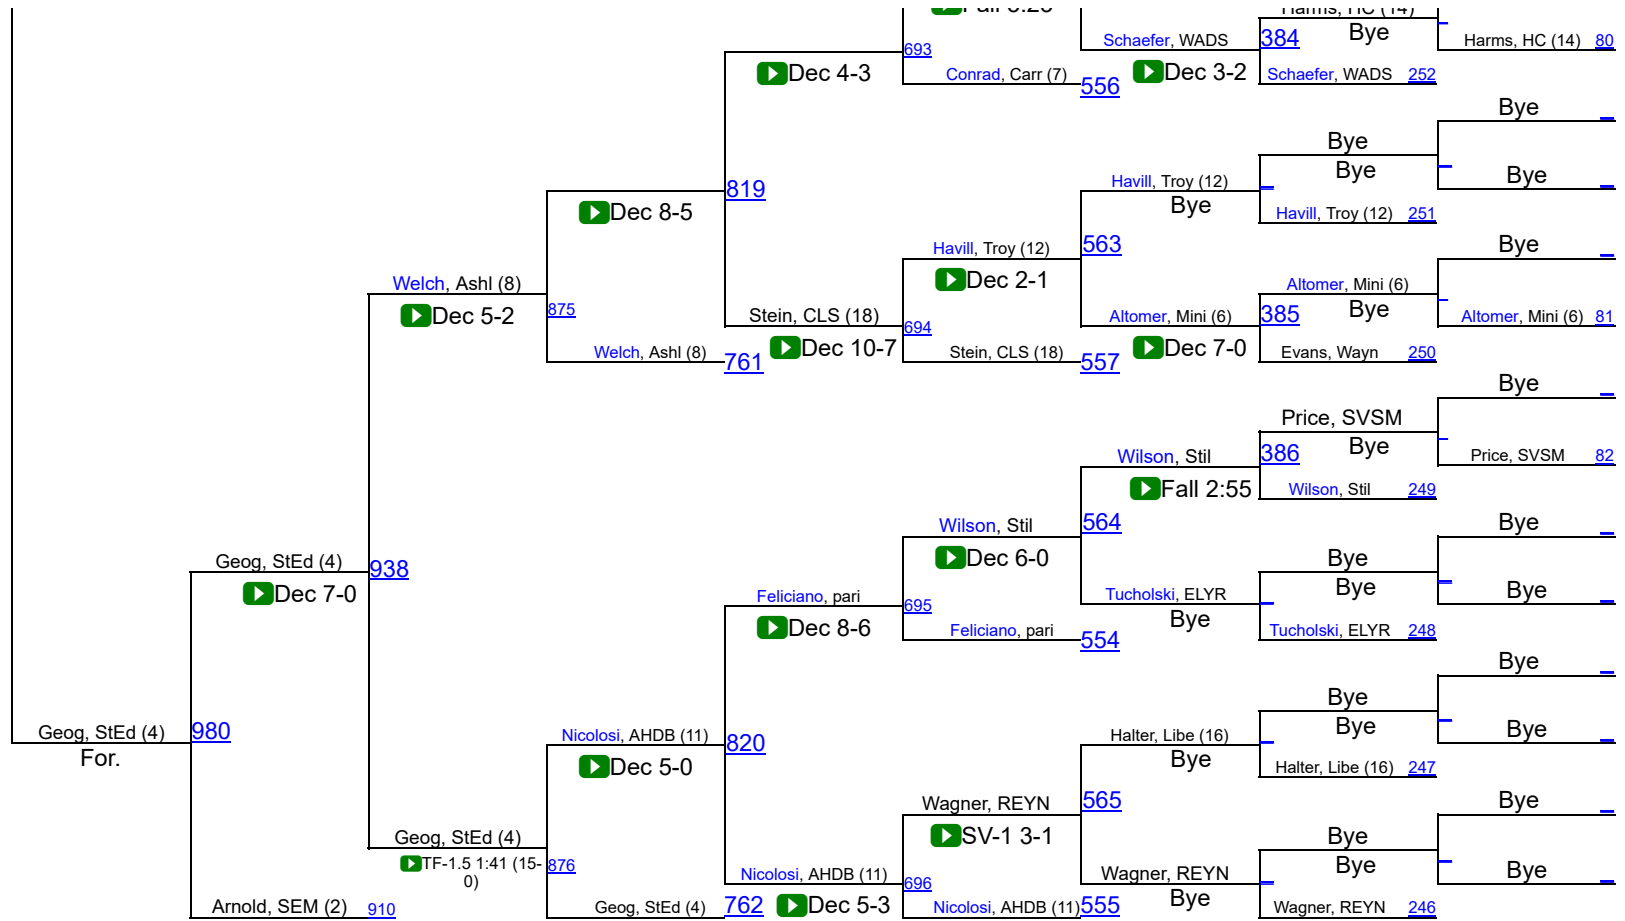 Harms, HC (14)
Schaefer, WADS
384
Bye
Harms, HC (14) 80
693
Dec 4-3
Conrad, Carr (7)
556
Dec 3-2
Schaefer, WADS 252
Bye
Bye
Bye
Bye
819
Havill, Troy (12)
Bye
Dec 8-5
Havill, Troy (12) 251
Havill, Troy (12)
563
Bye
Dec 2-1
Welch, Ashl (8)
Altomer, Mini (6)
Dec 5-2
875
Stein, CLS (18)
694
Altomer, Mini (6)
385
Bye
Altomer, Mini (6) 81
Welch, Ashl (8)
761
Dec 10-7
Stein, CLS (18)
557
Dec 7-0
Evans, Wayn 250
Bye
Price, SVSM
Bye
Wilson, Stil
386
Price, SVSM 82
Fall 2:55
Wilson, Stil 249
Wilson, Stil
564
Bye
Dec 6-0
Bye
Geog, StEd (4)
938
Bye
Bye
Dec 7-0
Feliciano, pari
695
Tucholski, ELYR
Bye
Dec 8-6
Feliciano, pari
554
Tucholski, ELYR 248
Bye
Bye
Geog, StEd (4)
980
Nicolosi, AHDB (11)
820
Halter, Libe (16)
Bye
Bye
For.
Dec 5-0
Bye
Halter, Libe (16) 247
Wagner, REYN
565
Bye
SV-1 3-1
Bye
Geog, StEd (4)
TF-1.5 1:41 (15-
0)
876
Nicolosi, AHDB (11)
696
Wagner, REYN
Bye
Bye
Bye
Arnold, SEM (2) 910
Geog, StEd (4)
762
Dec 5-3
Nicolosi, AHDB (11)
555
Wagner, REYN 246